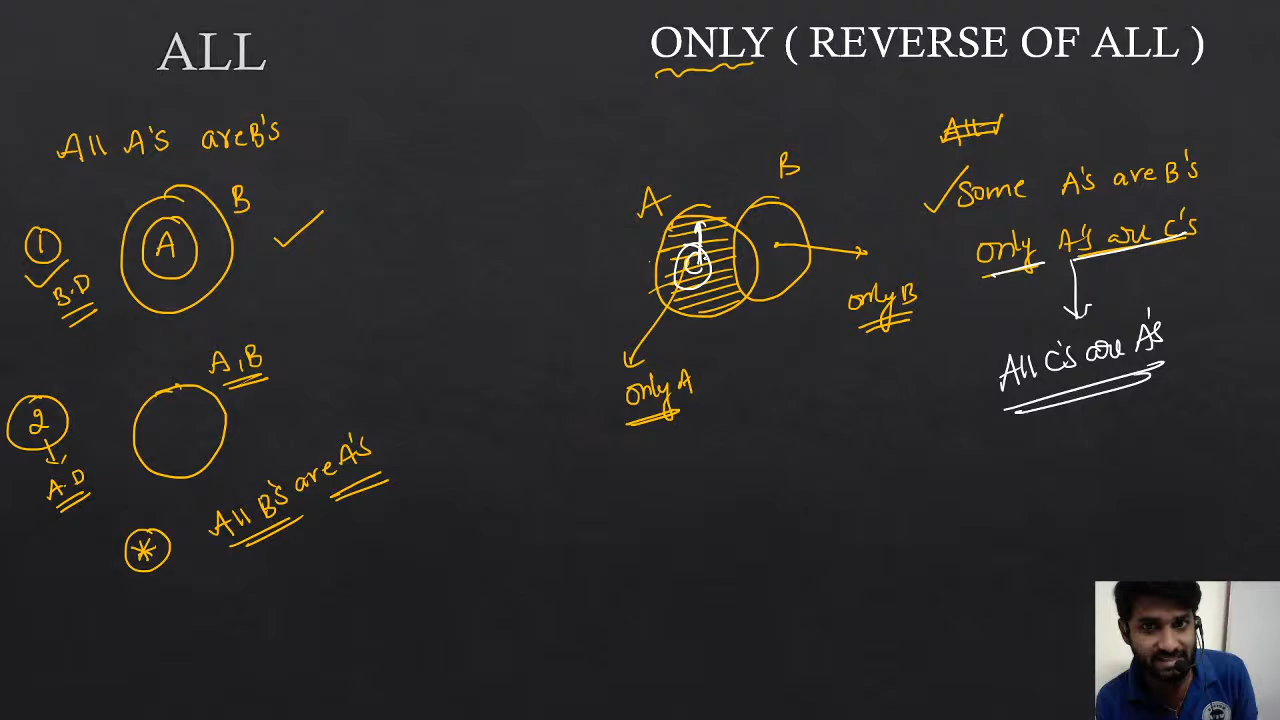 ALL
ONLY ( REVERSE OF ALL )
All A's are B's
1
B.D
A
B
A, B
2
A.D
All B's are A's
*
A
B
C
only A
only B
All
Some A's are B's
only A's are C's
All C's are A's